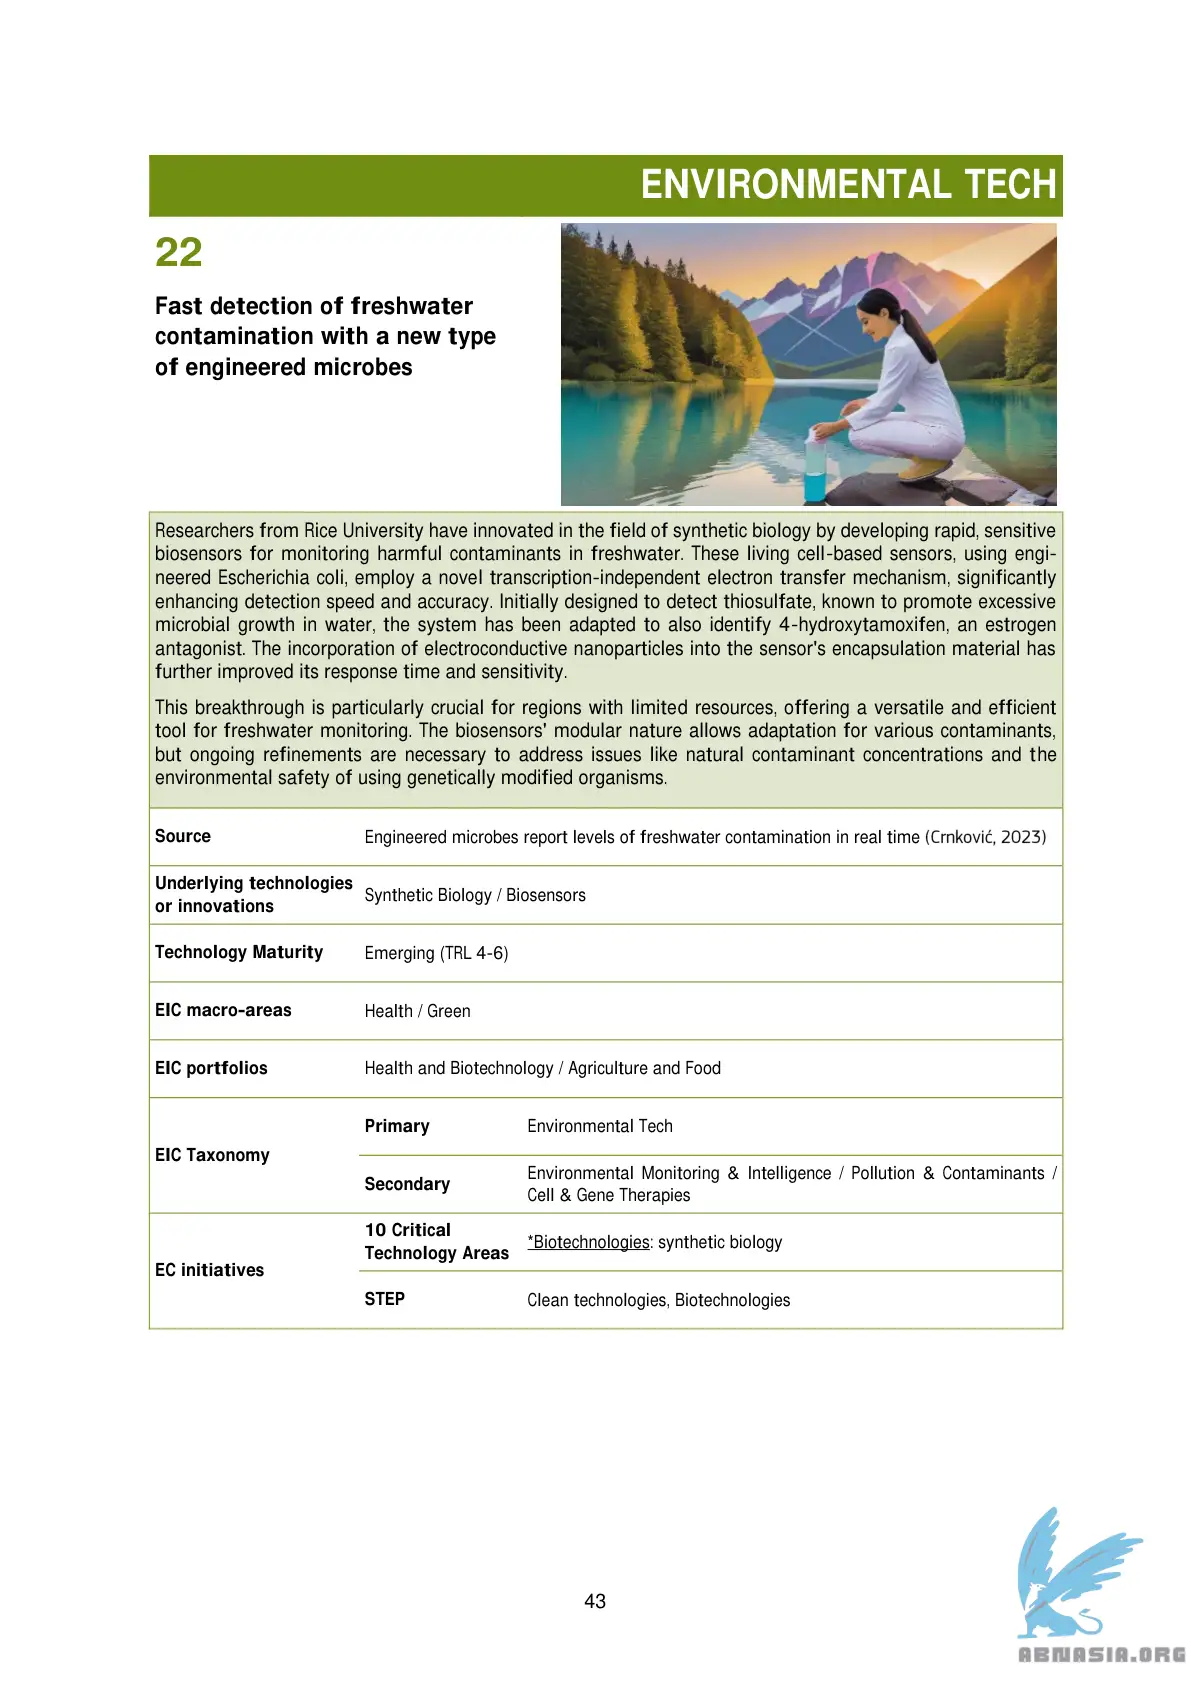 ENVIRONMENTAL TECH
22
Fast detection of freshwater
contamination with a new type
of engineered microbes
Researchers from Rice University have innovated in the field of synthetic biology by developing rapid, sensitive
biosensors for monitoring harmful contaminants in freshwater. These living cell-based sensors, using engi-
neered Escherichia coli, employ a novel transcription-independent electron transfer mechanism, significantly
enhancing detection speed and accuracy. Initially designed to detect thiosulfate, known to promote excessive
microbial growth in water, the system has been adapted to also identify 4-hydroxytamoxifen, an estrogen
antagonist. The incorporation of electroconductive nanoparticles into the sensor's encapsulation material has
further improved its response time and sensitivity.
This breakthrough is particularly crucial for regions with limited resources, offering a versatile and efficient
tool for freshwater monitoring. The biosensors' modular nature allows adaptation for various contaminants,
but ongoing refinements are necessary to address issues like natural contaminant concentrations and the
environmental safety of using genetically modified organisms.
Source
Engineered microbes report levels of freshwater contamination in real time (Crnković, 2023)
Underlying technologies
or innovations
Synthetic Biology / Biosensors
Technology Maturity
Emerging (TRL 4-6)
EIC macro-areas
Health / Green
EIC portfolios
Health and Biotechnology / Agriculture and Food
EIC Taxonomy
Primary
Environmental Tech
Secondary
Environmental Monitoring & Intelligence / Pollution & Contaminants /
Cell & Gene Therapies
EC initiatives
10 Critical
Technology Areas
*Biotechnologies: synthetic biology
STEP
Clean technologies, Biotechnologies
43
ABNASIA.ORG